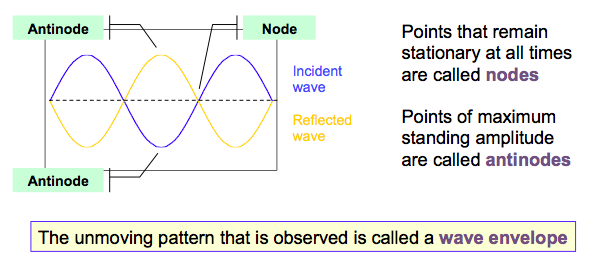 Antinode
Node
Points that remain
stationary at all times
are called nodes
Incident
wave
Reflected
wave
Points of maximum
standing amplitude
are called antinodes
Antinode
The unmoving pattern that is observed is called a wave envelope